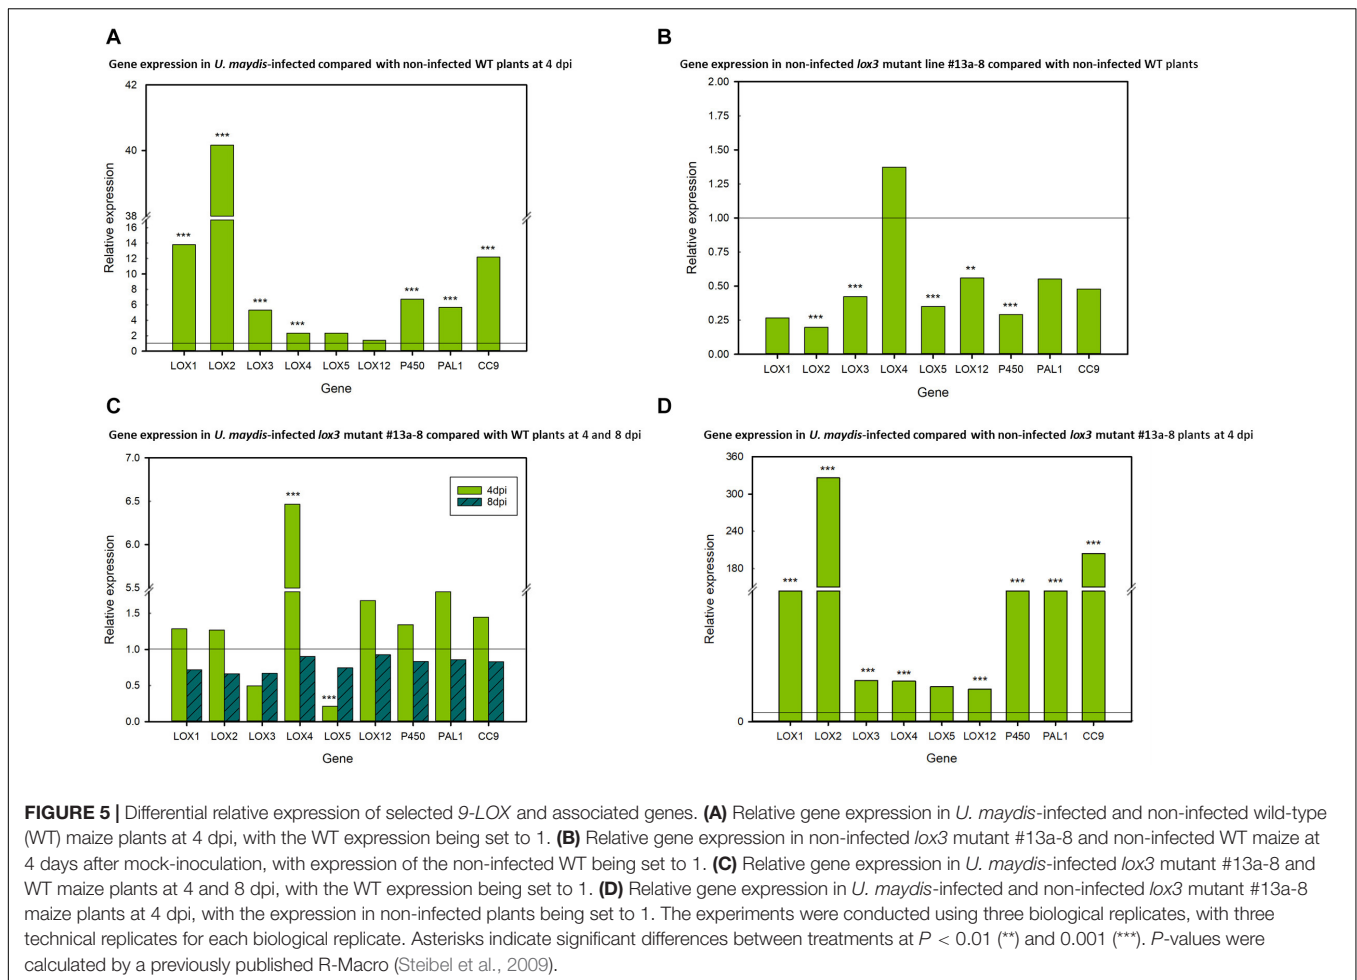 A
Gene expression in U. maydis-infected compared with non-infected WT plants at 4 dpi
42
40
38
16
14
12
10
8
6
4
2
0
Relative expression
***
***
***
***
***
***
***
LOX1 LOX2 LOX3 LOX4 LOX5 LOX12 P450 PAL1 CC9
Gene
B
Gene expression in non-infected lox3 mutant line #13a-8 compared with non-infected WT plants
2.00
1.75
1.50
1.25
1.00
0.75
0.50
0.25
0.00
Relative expression
***
***
***
**
***
LOX1 LOX2 LOX3 LOX4 LOX5 LOX12 P450 PAL1 CC9
Gene
C
Gene expression in U. maydis-infected lox3 mutant #13a-8 compared with WT plants at 4 and 8 dpi
7.0
6.5
6.0
5.5
1.5
1.0
0.5
0.0
Relative expression
***
***
4dpi
8dpi
LOX1 LOX2 LOX3 LOX4 LOX5 LOX12 P450 PAL1 CC9
Gene
D
Gene expression in U. maydis-infected compared with non-infected lox3 mutant #13a-8 plants at 4 dpi
360
300
240
180
0
Relative expression
***
***
***
***
***
***
***
***
LOX1 LOX2 LOX3 LOX4 LOX5 LOX12 P450 PAL1 CC9
Gene
FIGURE 5 | Differential relative expression of selected 9-LOX and associated genes. (A) Relative gene expression in U. maydis-infected and non-infected wild-type
(WT) maize plants at 4 dpi, with the WT expression being set to 1. (B) Relative gene expression in non-infected lox3 mutant #13a-8 and non-infected WT maize at
4 days after mock-inoculation, with expression of the non-infected WT being set to 1. (C) Relative gene expression in U. maydis-infected lox3 mutant #13a-8 and
WT maize plants at 4 and 8 dpi, with the WT expression being set to 1. (D) Relative gene expression in U. maydis-infected and non-infected lox3 mutant #13a-8
maize plants at 4 dpi, with the expression in non-infected plants being set to 1. The experiments were conducted using three biological replicates, with three
technical replicates for each biological replicate. Asterisks indicate significant differences between treatments at P < 0.01 (**) and 0.001 (***). P-values were
calculated by a previously published R-Macro (Steibel et al., 2009).